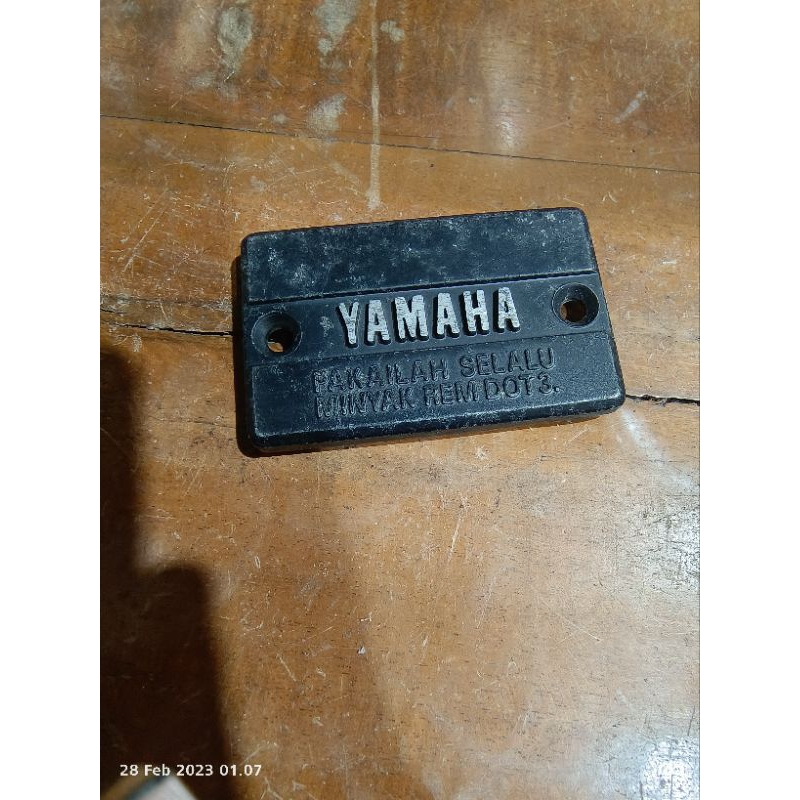 YAMAHA
PAKAILAH SELALU
MINYAK REM DOT3.
28 Feb 2023 01.07